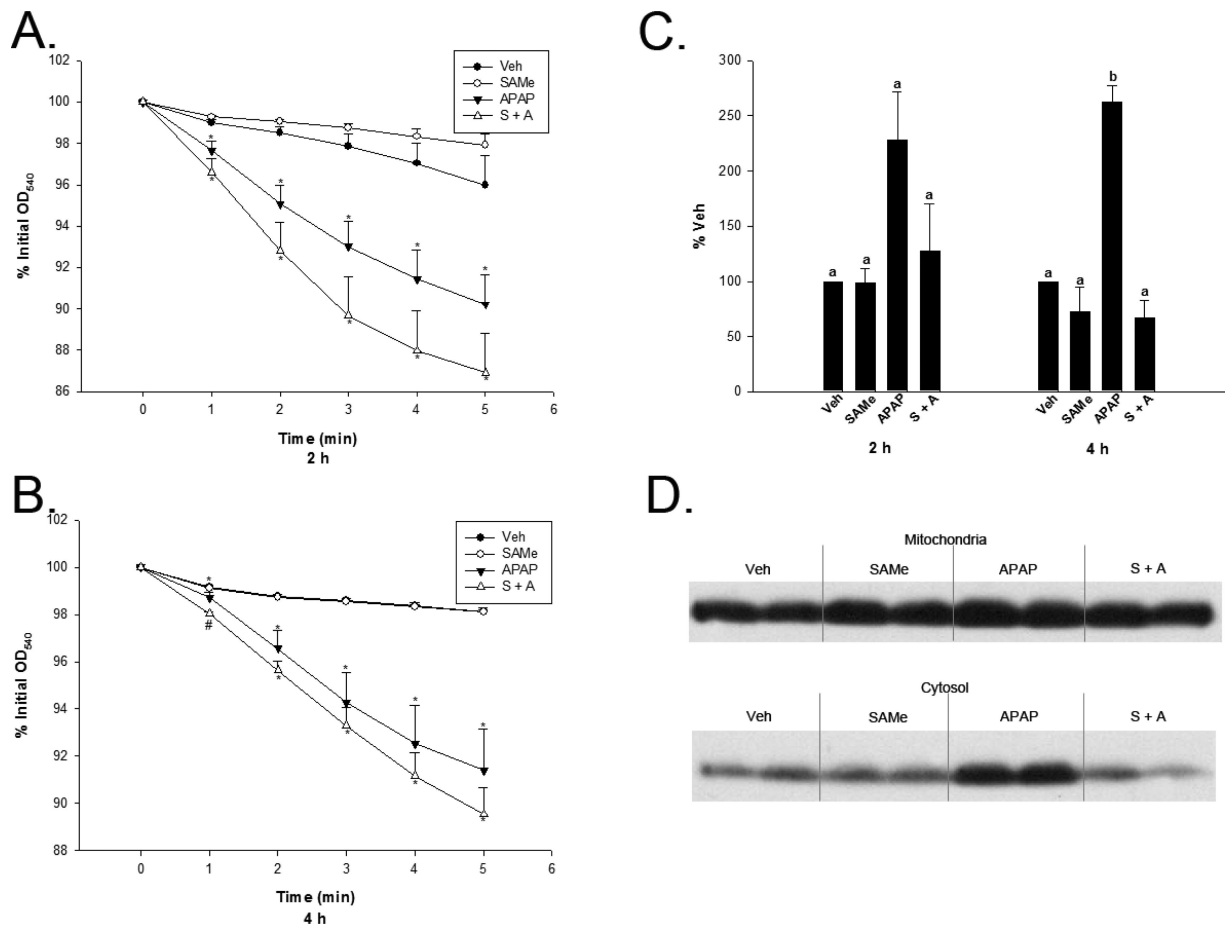 A.
102
100
98
96
94
92
90
88
86
% Initial OD540
Veh
SAMe
APAP
S + A
* * * * *
* * * * *
0 1 2 3 4 5 6
Time (min)
2 h
B.
102
100
98
96
94
92
90
88
% Initial OD540
Veh
SAMe
APAP
S + A
* * * * *
# * * * *
0 1 2 3 4 5 6
Time (min)
4 h
C.
300
250
200
150
100
50
0
% Veh
a a a a a a b a
Veh SAMe APAP S + A Veh SAMe APAP S + A
2 h 4 h
D.
Mitochondria
Veh SAMe APAP S + A
Cytosol
Veh SAMe APAP S + A